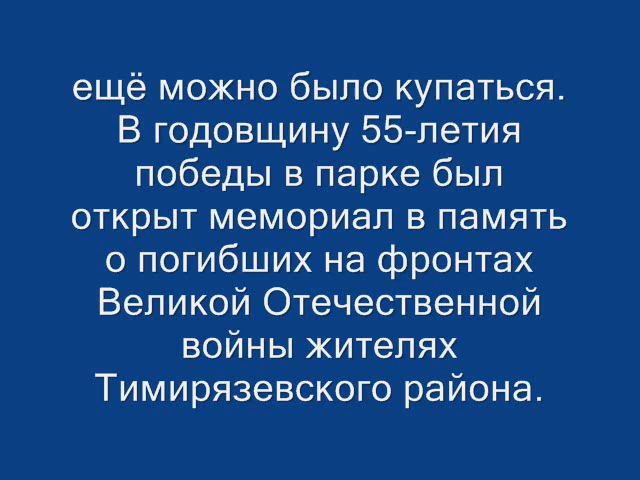 ещё можно было купаться.
В годовщину 55-летия
победы в парке был
открыт мемориал в память
о погибших на фронтах
Великой Отечественной
войны жителях
Тимирязевского района.